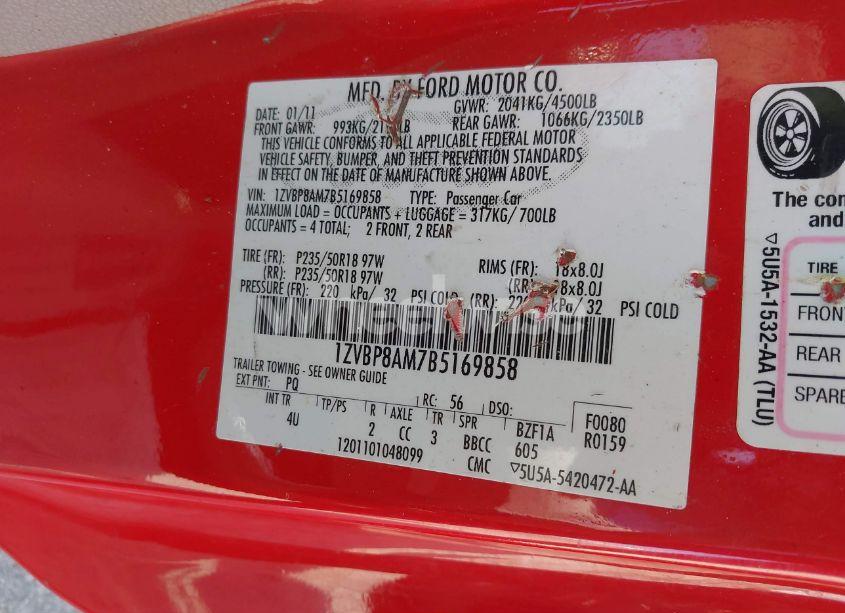 MFD. BY FORD MOTOR CO.
DATE: 01/11 GVWR: 2041KG/4500LB
FRONT GAWR: 993KG/21 LB REAR GAWR: 1066KG/2350LB
THIS VEHICLE CONFORMS TO ALL APPLICABLE FEDERAL MOTOR
VEHICLE SAFETY, BUMPER, AND THEFT PREVENTION STANDARDS
IN EFFECT ON THE DATE OF MANUFACTURE SHOWN ABOVE.
VIN: 1ZVBP8AM7B5169858 TYPE: Passenger Car
MAXIMUM LOAD = OCCUPANTS + LUGGAGE = 317KG/700LB
OCCUPANTS = 4 TOTAL; 2 FRONT, 2 REAR
TIRE (FR): P235/50R18 97W RIMS (FR): 18x8.0J
(RR): P235/50R18 97W (RR): 8x8.0J
PRESSURE (FR): 220 kPa/ 32 PSI COLD (RR): 22 kPa/ 32 PSI COLD
1ZVBP8AM7B5169858
TRAILER TOWING - SEE OWNER GUIDE
EXT PNT: PQ RC: 56 DSO: F0080
INT TR TP/PS R AXLE TR SPR BZF1A R0159
4U 2 CC 3 BBCC 605
1201101048099 CMC ▽5U5A-5420472-AA
▽5U5A-1532-AA (TLU)
The
and
TIRE
FRON
REAR
SPARE